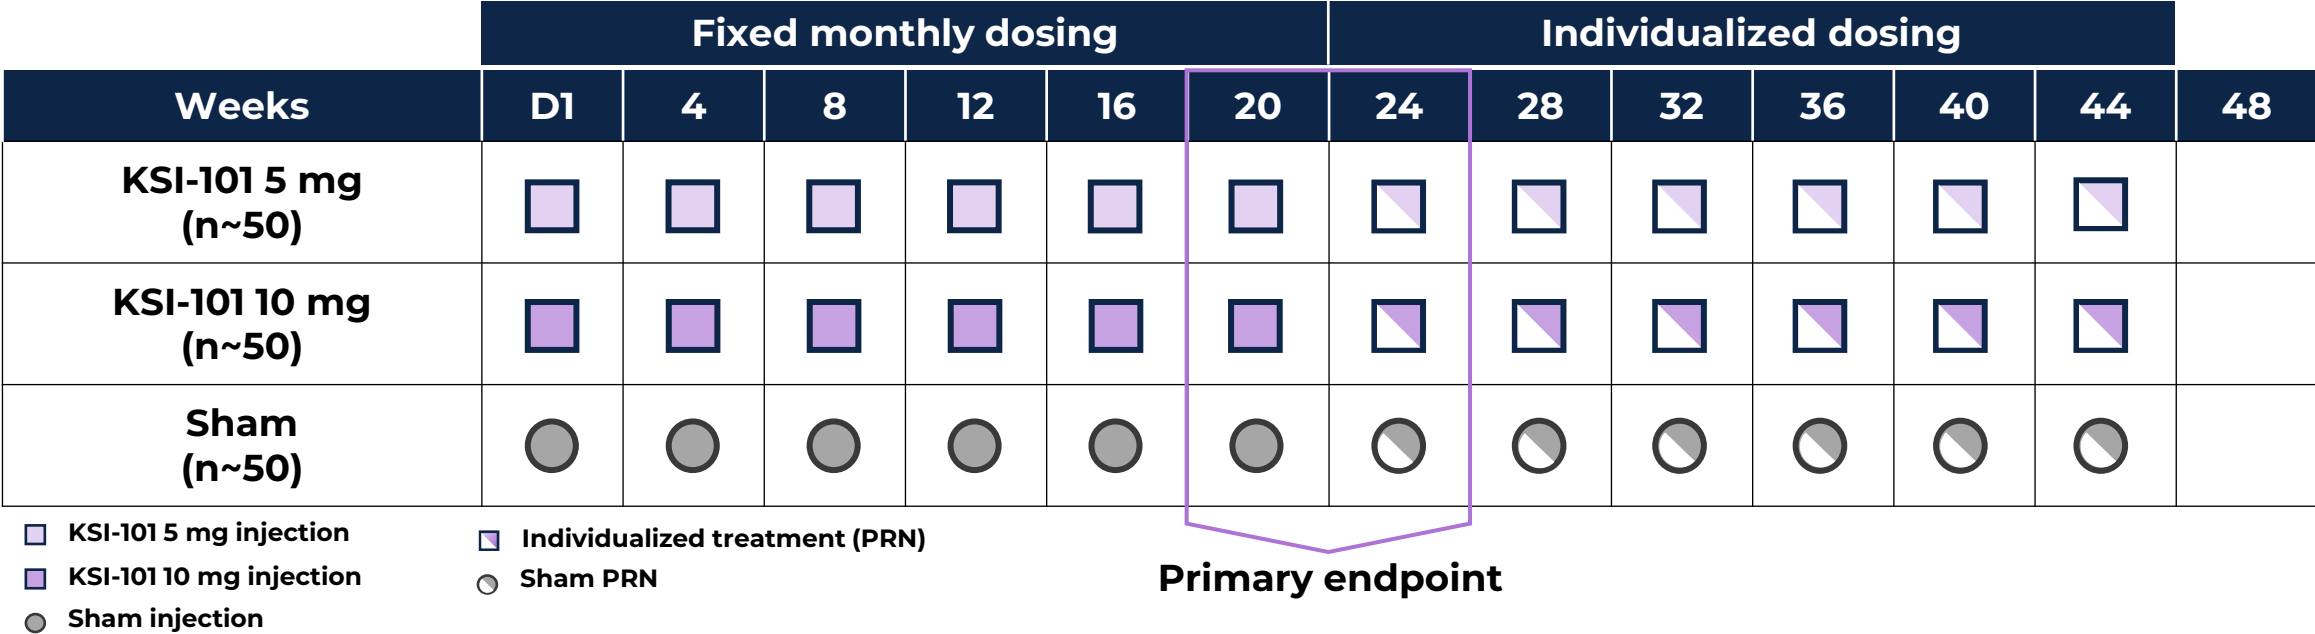 Fixed monthly dosing Individualized dosing
Weeks D1 4 8 12 16 20 24 28 32 36 40 44 48
KSI-101 5 mg
(n~50)
KSI-101 10 mg
(n~50)
Sham
(n~50)
KSI-101 5 mg injection
KSI-101 10 mg injection
Sham injection
Individualized treatment (PRN)
Sham PRN
Primary endpoint